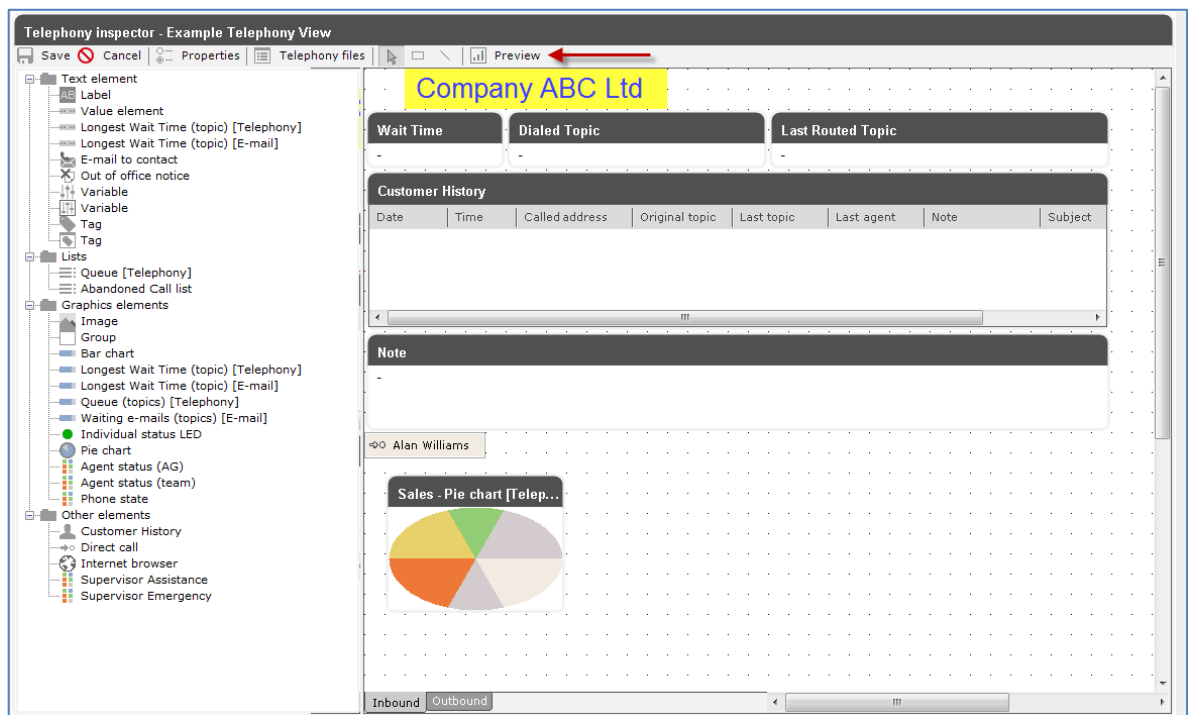 Telephony inspector - Example Telephony View
Save Cancel Properties Telephony files Preview
Text element
AB Label
Value element
Longest Wait Time (topic) [Telephony]
Longest Wait Time (topic) [E-mail]
E-mail to contact
Out of office notice
Variable
Variable
Tag
Tag
Lists
Queue [Telephony]
Abandoned Call list
Graphics elements
Image
Group
Bar chart
Longest Wait Time (topic) [Telephony]
Longest Wait Time (topic) [E-mail]
Queue (topics) [Telephony]
Waiting e-mails (topics) [E-mail]
Individual status LED
Pie chart
Agent status (AG)
Agent status (team)
Phone state
Other elements
Customer History
Direct call
Internet browser
Supervisor Assistance
Supervisor Emergency
Company ABC Ltd
Wait Time Dialed Topic Last Routed Topic
- - -
Customer History
Date Time Called address Original topic Last topic Last agent Note Subject
Note
-
Alan Williams
Sales - Pie chart [Telep...
Inbound Outbound